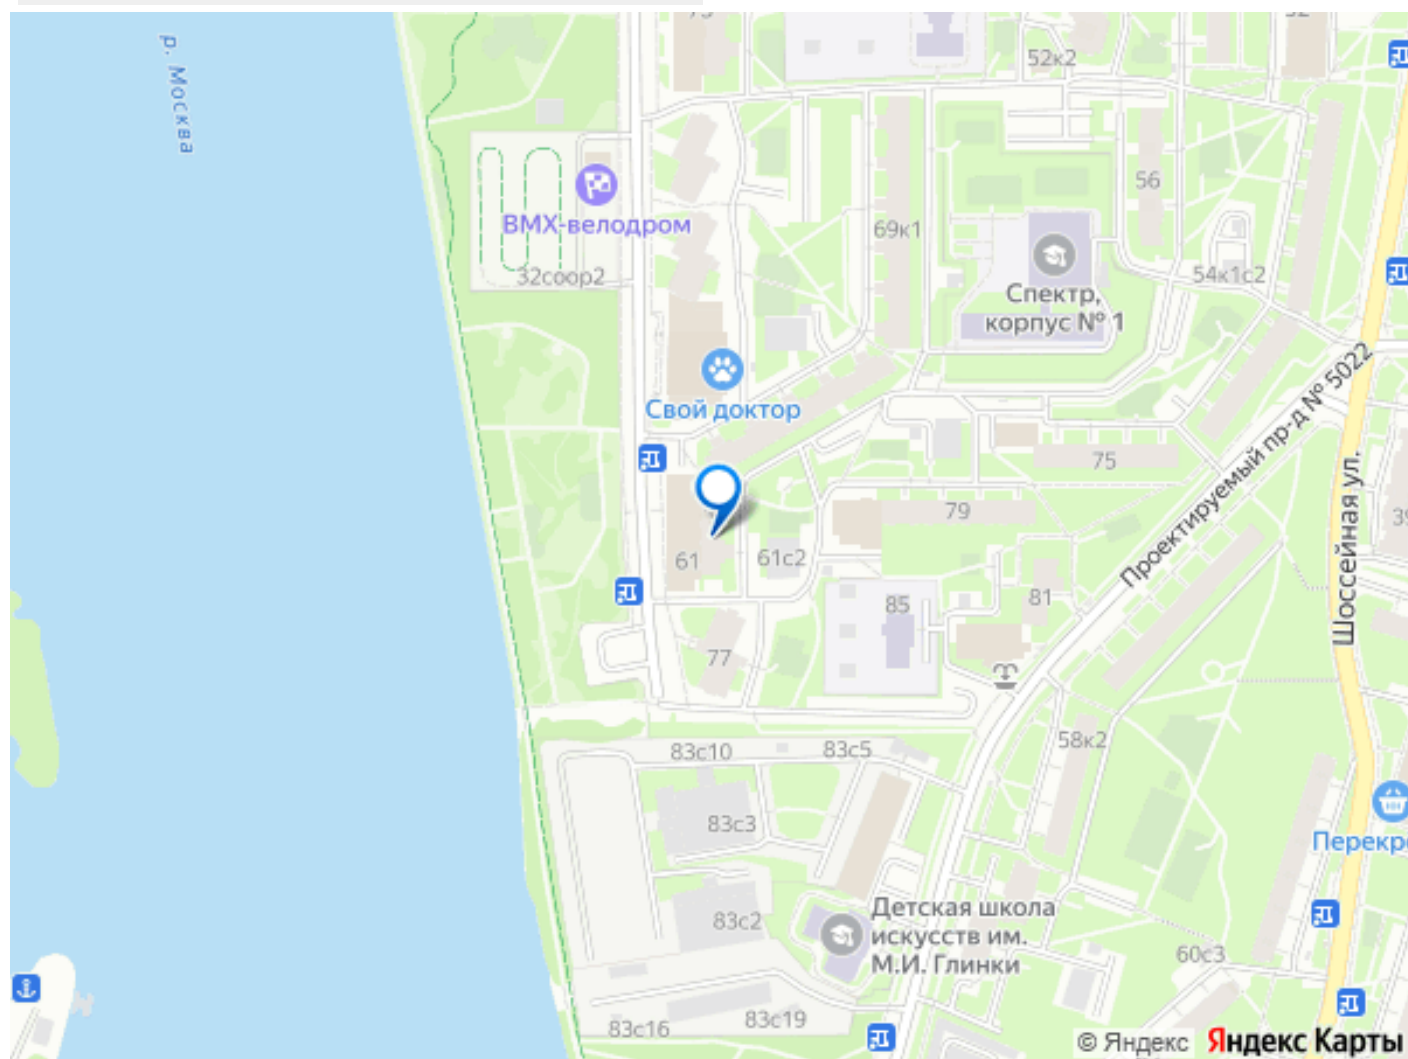 р. Москва
52к2
56
ВМХ-велодром
69к1
32соор2
54к1с2
Спектр,
корпус № 1
Свой доктор
Проектируемый пр-д № 5022
75
79
Шоссейная ул.
61
61с2
85
81
77
83с10
83с5
58к2
83с3
Перекр
83с2
Детская школа
искусств им.
М.И. Глинки
60с3
83с16
83с19
© Яндекс Яндекс Карты